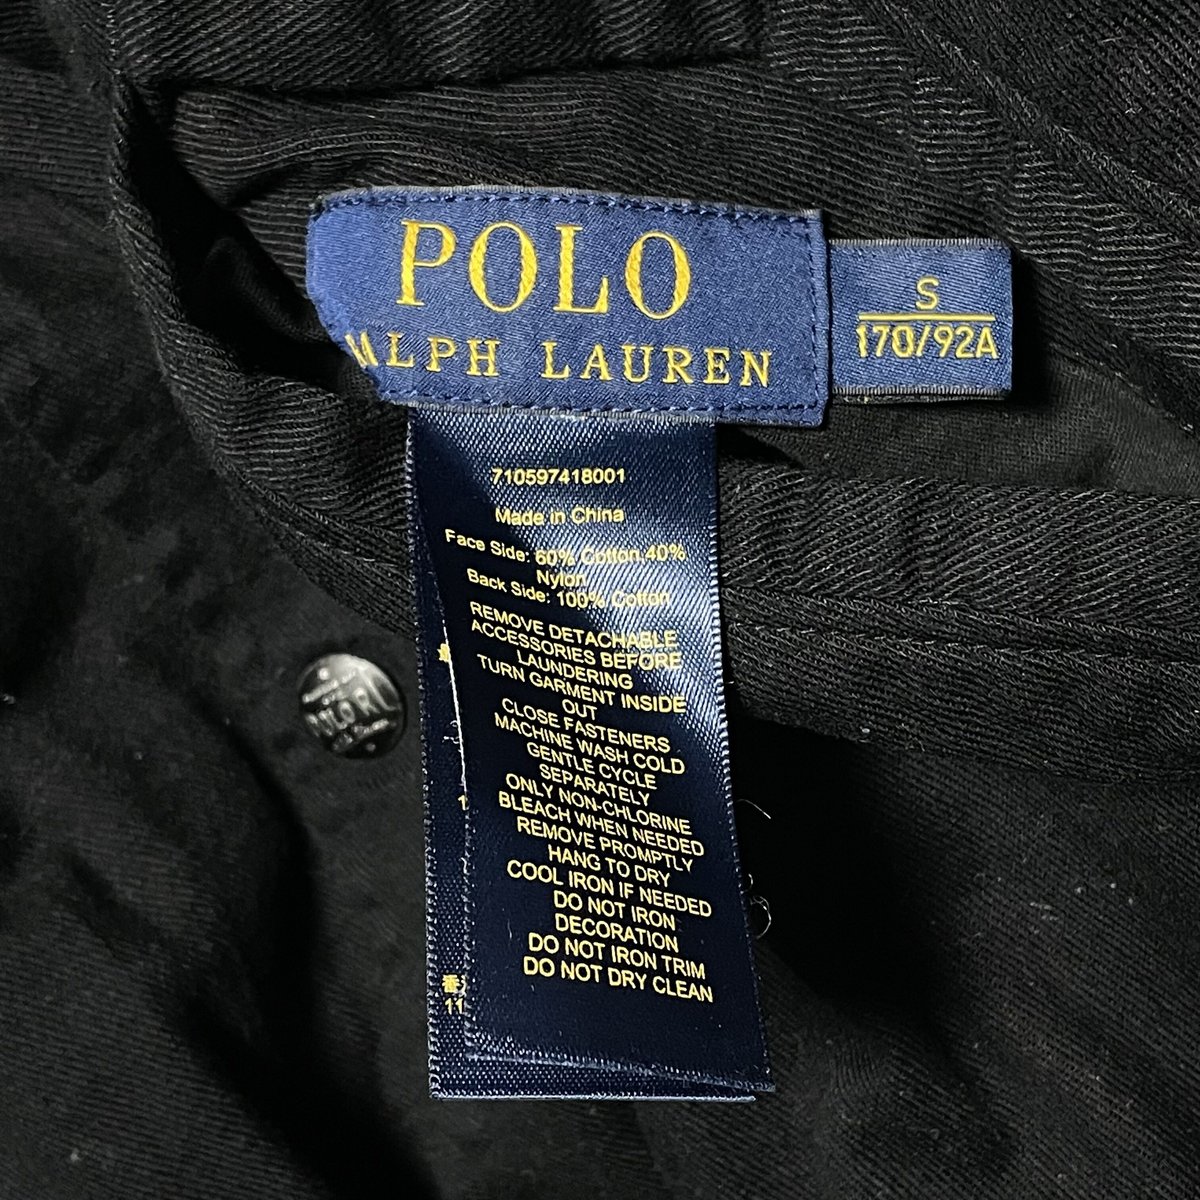 POLO
RALPH LAUREN
S
170/92A
710597418001
Made in China
Face Side: 60% Cotton,40%
Nylon
Back Side: 100% Cotton
REMOVE DETACHABLE
ACCESSORIES BEFORE
LAUNDERING
TURN GARMENT INSIDE
OUT
CLOSE FASTENERS
MACHINE WASH COLD
GENTLE CYCLE
SEPARATELY
ONLY NON-CHLORINE
BLEACH WHEN NEEDED
REMOVE PROMPTLY
HANG TO DRY
COOL IRON IF NEEDED
DO NOT IRON
DECORATION
DO NOT IRON TRIM
DO NOT DRY CLEAN
11
POLO R L